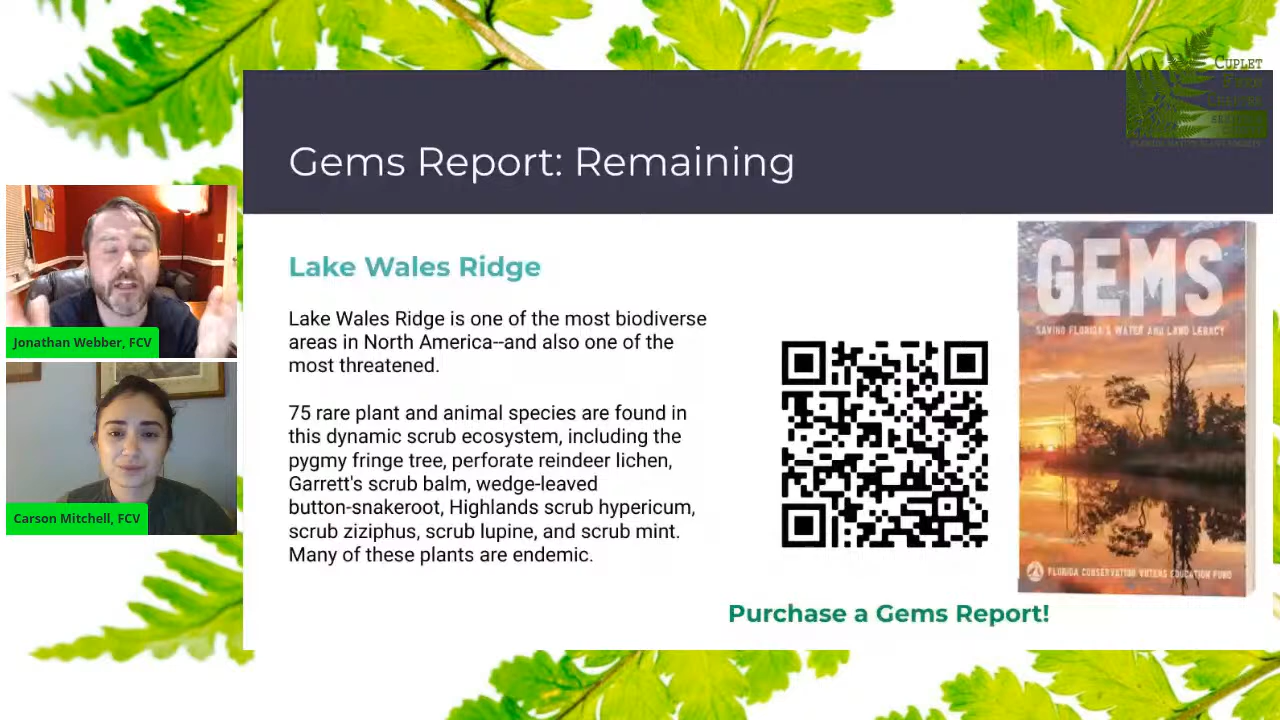 CUPLET
FERN
Gems Report: Remaining
Jonathan Webber, FCV
Carson Mitchell, FCV
Lake Wales Ridge
Lake Wales Ridge is one of the most biodiverse
areas in North America--and also one of the
most threatened.
75 rare plant and animal species are found in
this dynamic scrub ecosystem, including the
pygmy fringe tree, perforate reindeer lichen,
Garrett's scrub balm, wedge-leaved
button-snakeroot, Highlands scrub hypericum,
scrub ziziphus, scrub lupine, and scrub mint.
Many of these plants are endemic.
GEMS
SAVING FLORIDA'S WATER AND LAND LEGACY
FLORIDA CONSERVATION VOTERS EDUCATION FUND
Purchase a Gems Report!